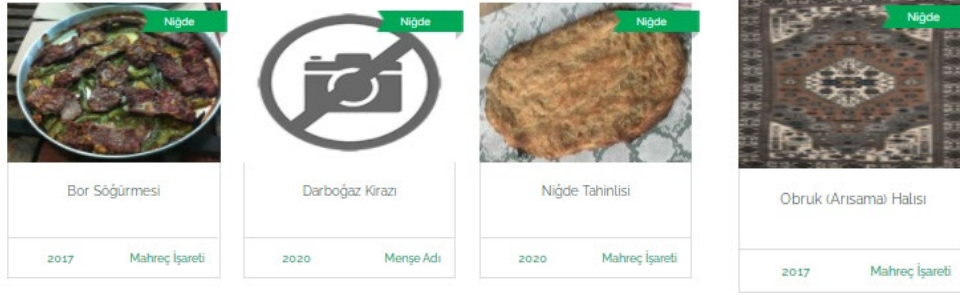 Niğde
Bor Söğürmesi
2017 Mahreç İşareti
Niğde
Darboğaz Kirazı
2020 Menşe Adı
Niğde
Niğde Tahinlisi
2020 Mahreç İşareti
Niğde
Obruk (Arısama) Halısı
2017 Mahreç İşareti